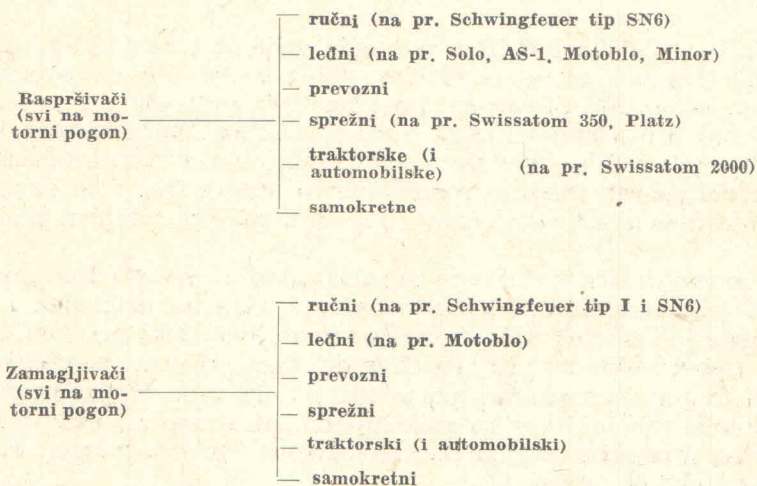 ručni (na pr. Schwingfeuer tip SN6)
leđni (na pr. Solo, AS-1, Motoblo, Minor)
prevozni
Raspršivači
(svi na mo-
torni pogon)
sprežni (na pr. Swissatom 350, Platz)
traktorske (i
automobilske) (na pr. Swissatom 2000)
samokretne
ručni (na pr. Schwingfeuer tip I i SN6)
leđni (na pr. Motoblo)
prevozni
Zamagljivači
(svi na mo-
torni pogon)
sprežni
traktorski (i automobilski)
samokretni